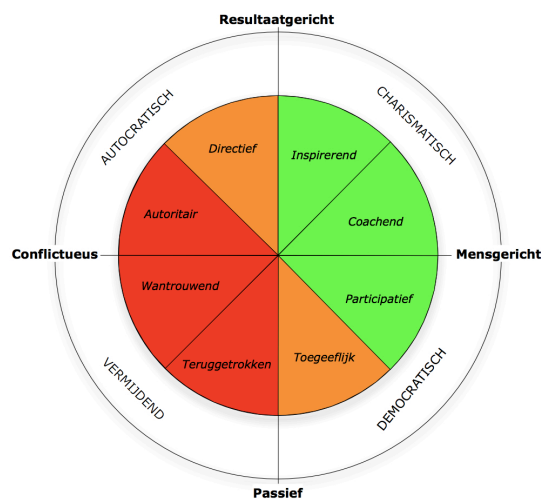 Resultaatgericht
AUTOCRATISCH
CHARISMATISCH
Directief
Inspirerend
Autoritair
Coachend
Conflictueus
Mensgericht
Wantrouwend
Participatief
Teruggetrokken
Toegeeflijk
VERMIJDEND
DEMOCRATISCH
Passief